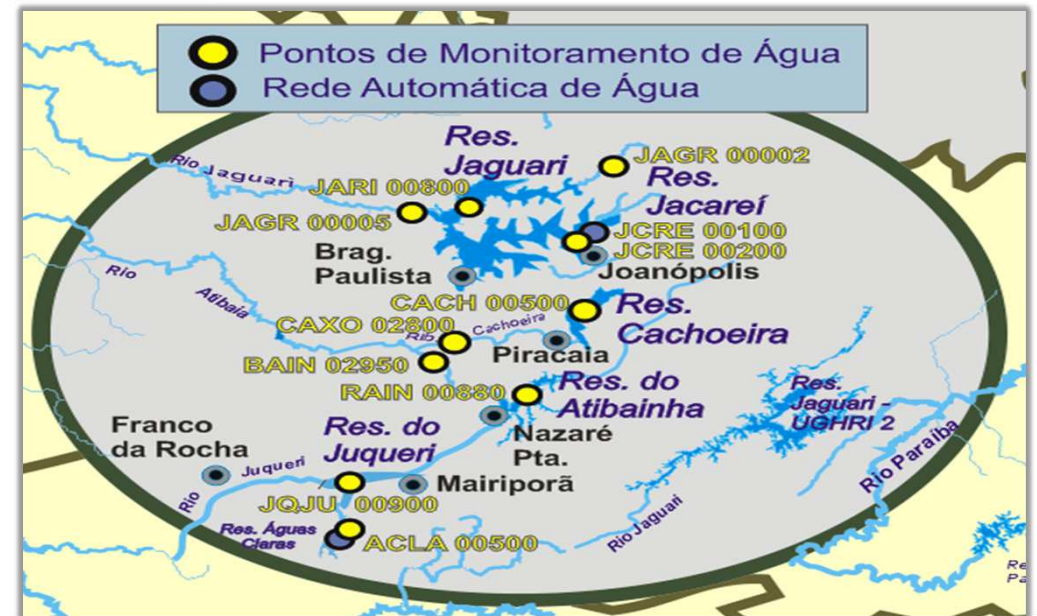 Pontos de Monitoramento de Água
Rede Automática de Água
Res.
Jaguari
JAGR 00002
Rio Jaguari
JARI 00800
Res.
Jacareí
JAGR 00005
JCRE 00100
JCRE 00200
Brag.
Paulista
Joanópolis
Rio
Atibaia
CACH 00500
Res.
Cachoeira
CAXO 02800
Rib. Cachoeira
Piracaia
BAIN 02950
RAIN 00880
Res. do
Atibainha
Res.
Jaguari -
UGHRI 2
Franco
da Rocha
Res. do
Juqueri
Nazaré
Pta.
Rio Paraíba
Rio Juqueri
Mairiporã
JQJU 00900
Rio Jaguari
Res. Águas
Claras
ACLA 00500